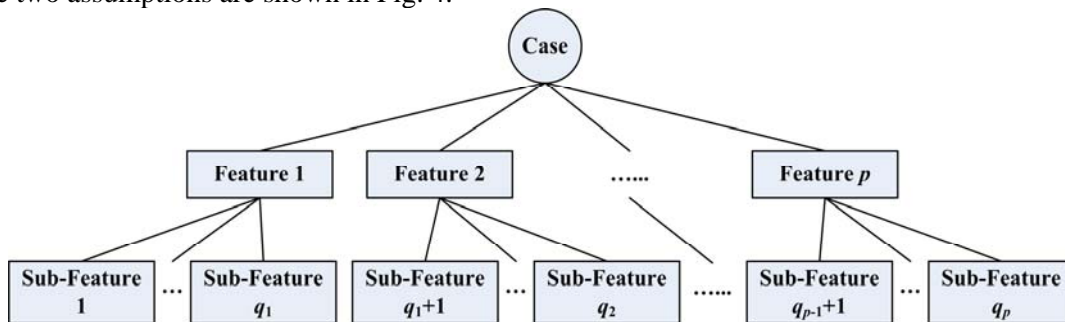 e two assumptions are shown in Fig. 4.
Case
Feature 1 Feature 2 …... Feature p
Sub-Feature 1 … Sub-Feature q₁ Sub-Feature q₁+1 … Sub-Feature q₂ …... Sub-Feature qₚ₋₁+1 … Sub-Feature qₚ